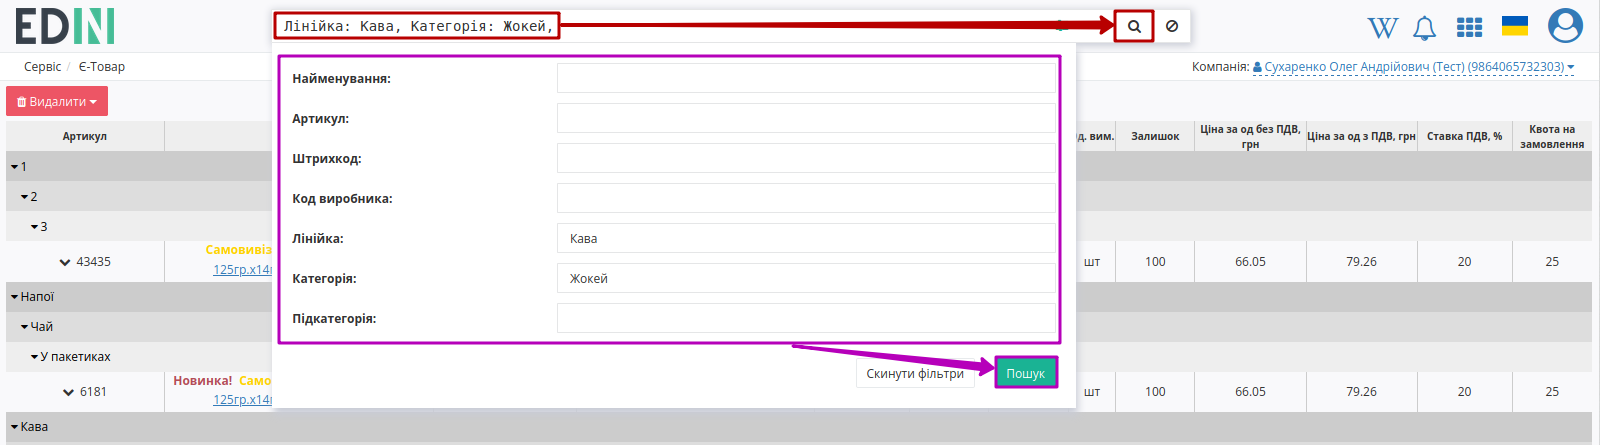 EDIN
Лінійка: Кава, Категорія: Жокей,
W
Сервіс / Є-Товар
Компанія: Сухаренко Олег Андрійович (Тест) (9864065732303)
Видалити
Найменування:
Артикул:
Штрихкод:
Код виробника:
Лінійка: Кава
Категорія: Жокей
Підкатегорія:
Скинути фільтри Пошук
Артикул
д. вим. Залишок Ціна за од без ПДВ, грн Ціна за од з ПДВ, грн Ставка ПДВ, % Квота на замовлення
1
2
3
Самовивіз
43435 шт 100 66.05 79.26 20 25
125гр.х14
Напої
Чай
У пакетиках
Новинка! Само
6181 шт 100 66.05 79.26 20 25
125гр.х14
Кава